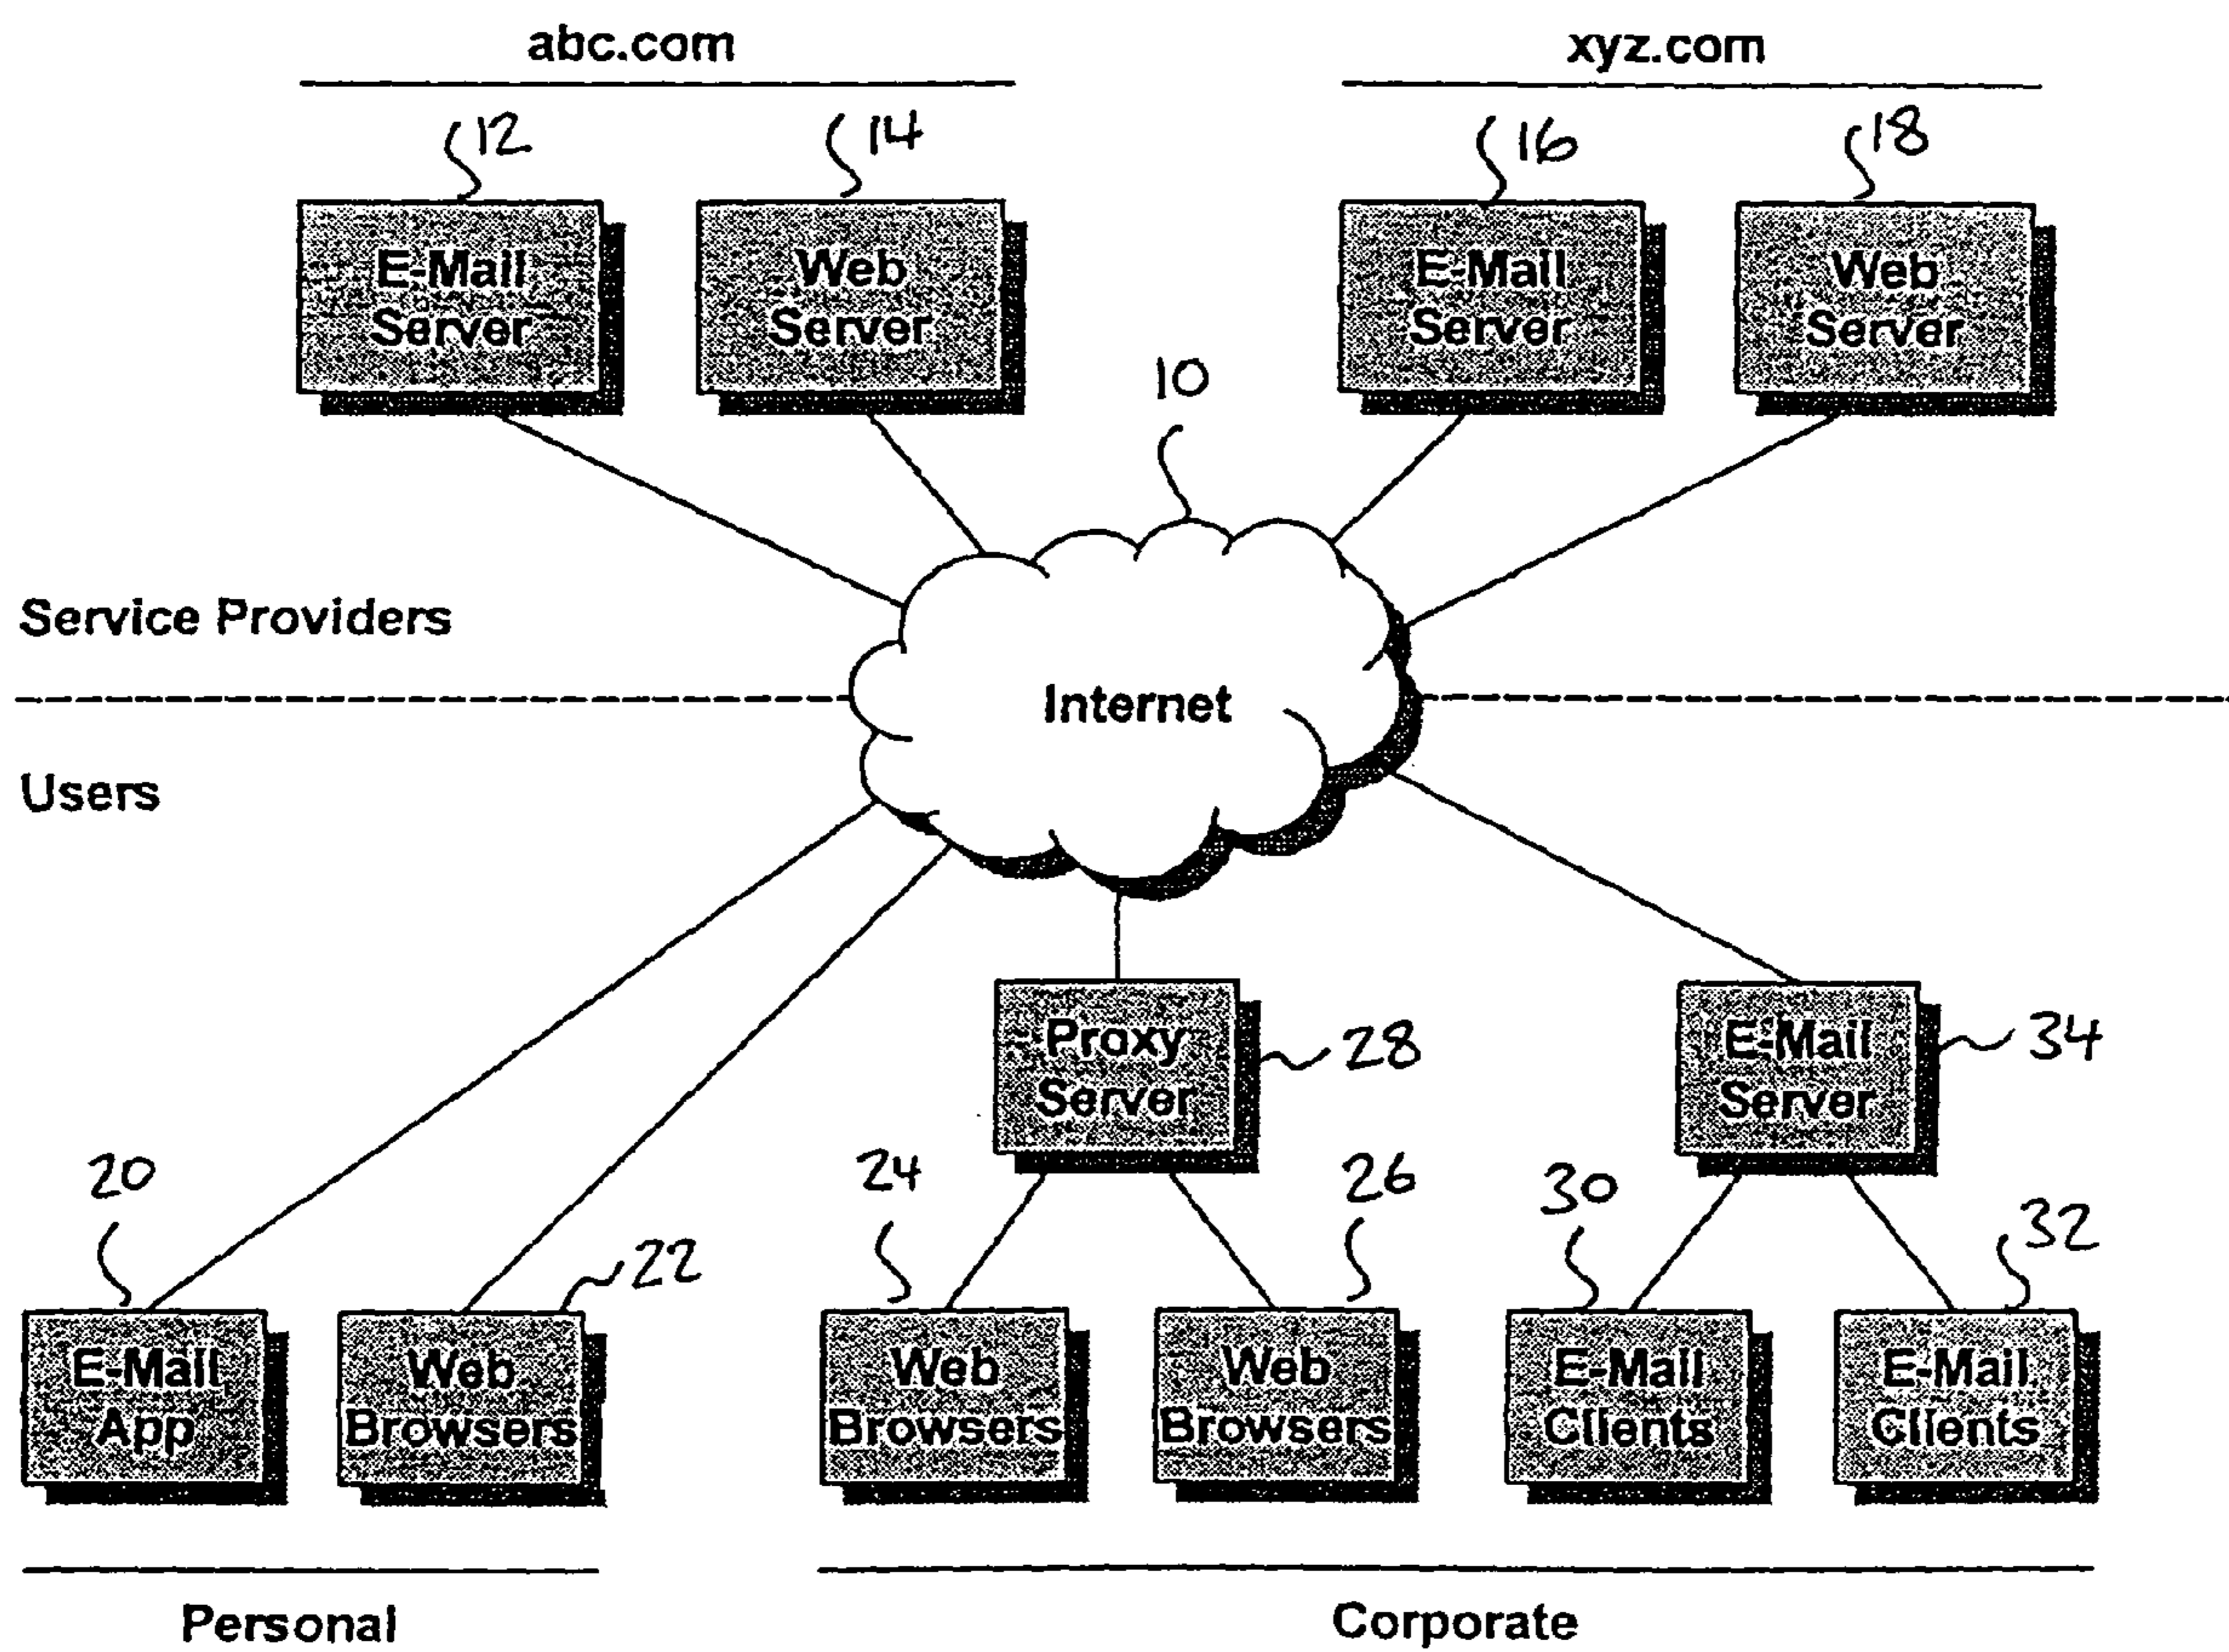 abc.com
xyz.com
12
14
16
18
E-Mail
Server
Web
Server
E-Mail
Server
Web
Server
10
Service Providers
Internet
Users
Proxy
Server
28
E-Mail
Server
34
20
22
24
26
30
32
E-Mail
App
Web
Browsers
Web
Browsers
Web
Browsers
E-Mail
Clients
E-Mail
Clients
Personal
Corporate